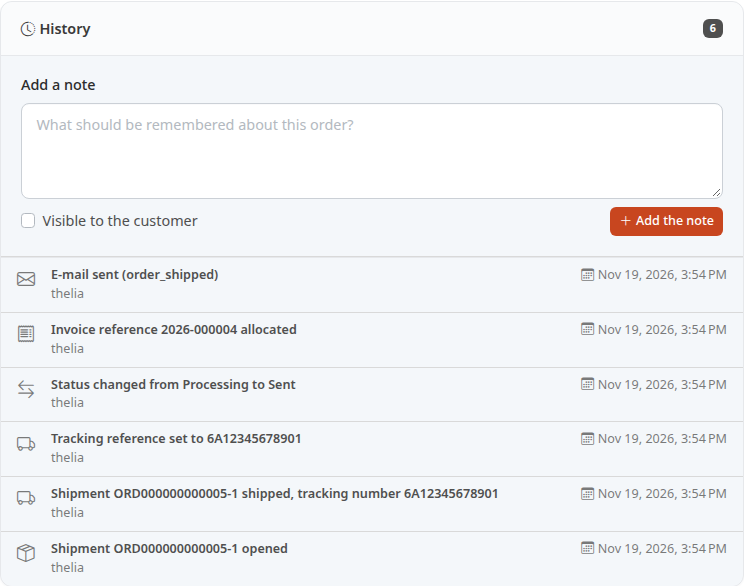 History
6
Add a note
What should be remembered about this order?
Visible to the customer
+ Add the note
E-mail sent (order_shipped)
Nov 19, 2026, 3:54 PM
thelia
Invoice reference 2026-000004 allocated
Nov 19, 2026, 3:54 PM
thelia
Status changed from Processing to Sent
Nov 19, 2026, 3:54 PM
thelia
Tracking reference set to 6A12345678901
Nov 19, 2026, 3:54 PM
thelia
Shipment ORD000000000005-1 shipped, tracking number 6A12345678901
Nov 19, 2026, 3:54 PM
thelia
Shipment ORD000000000005-1 opened
Nov 19, 2026, 3:54 PM
thelia